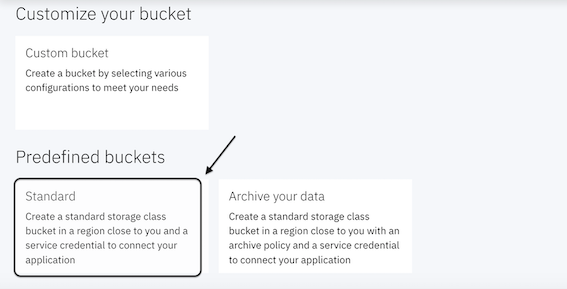 Customize your bucket
Custom bucket
Create a bucket by selecting various
configurations to meet your needs
Predefined buckets
Standard
Create a standard storage class
bucket in a region close to you and a
service credential to connect your
application
Archive your data
Create a standard storage class
bucket in a region close to you with an
archive policy and a service credential
to connect your application